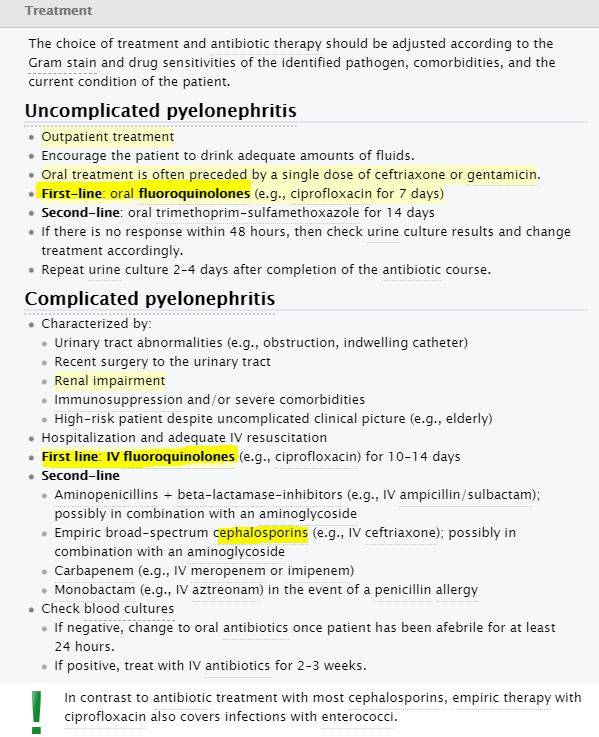 Treatment
The choice of treatment and antibiotic therapy should be adjusted according to the
Gram stain and drug sensitivities of the identified pathogen, comorbidities, and the
current condition of the patient.
Uncomplicated pyelonephritis
Outpatient treatment
Encourage the patient to drink adequate amounts of fluids.
Oral treatment is often preceded by a single dose of ceftriaxone or gentamicin.
First-line: oral fluoroquinolones (e.g., ciprofloxacin for 7 days)
Second-line: oral trimethoprim-sulfamethoxazole for 14 days
If there is no response within 48 hours, then check urine culture results and change
treatment accordingly.
Repeat urine culture 2-4 days after completion of the antibiotic course.
Complicated pyelonephritis
Characterized by:
Urinary tract abnormalities (e.g., obstruction, indwelling catheter)
Recent surgery to the urinary tract
Renal impairment
Immunosuppression and/or severe comorbidities
High-risk patient despite uncomplicated clinical picture (e.g., elderly)
Hospitalization and adequate IV resuscitation
First line: IV fluoroquinolones (e.g., ciprofloxacin) for 10-14 days
Second-line
Aminopenicillins + beta-lactamase-inhibitors (e.g., IV ampicillin/sulbactam);
possibly in combination with an aminoglycoside
Empiric broad-spectrum cephalosporins (e.g., IV ceftriaxone); possibly in
combination with an aminoglycoside
Carbapenem (e.g., IV meropenem or imipenem)
Monobactam (e.g., IV aztreonam) in the event of a penicillin allergy
Check blood cultures
If negative, change to oral antibiotics once patient has been afebrile for at least
24 hours.
If positive, treat with IV antibiotics for 2-3 weeks.
In contrast to antibiotic treatment with most cephalosporins, empiric therapy with
ciprofloxacin also covers infections with enterococci.